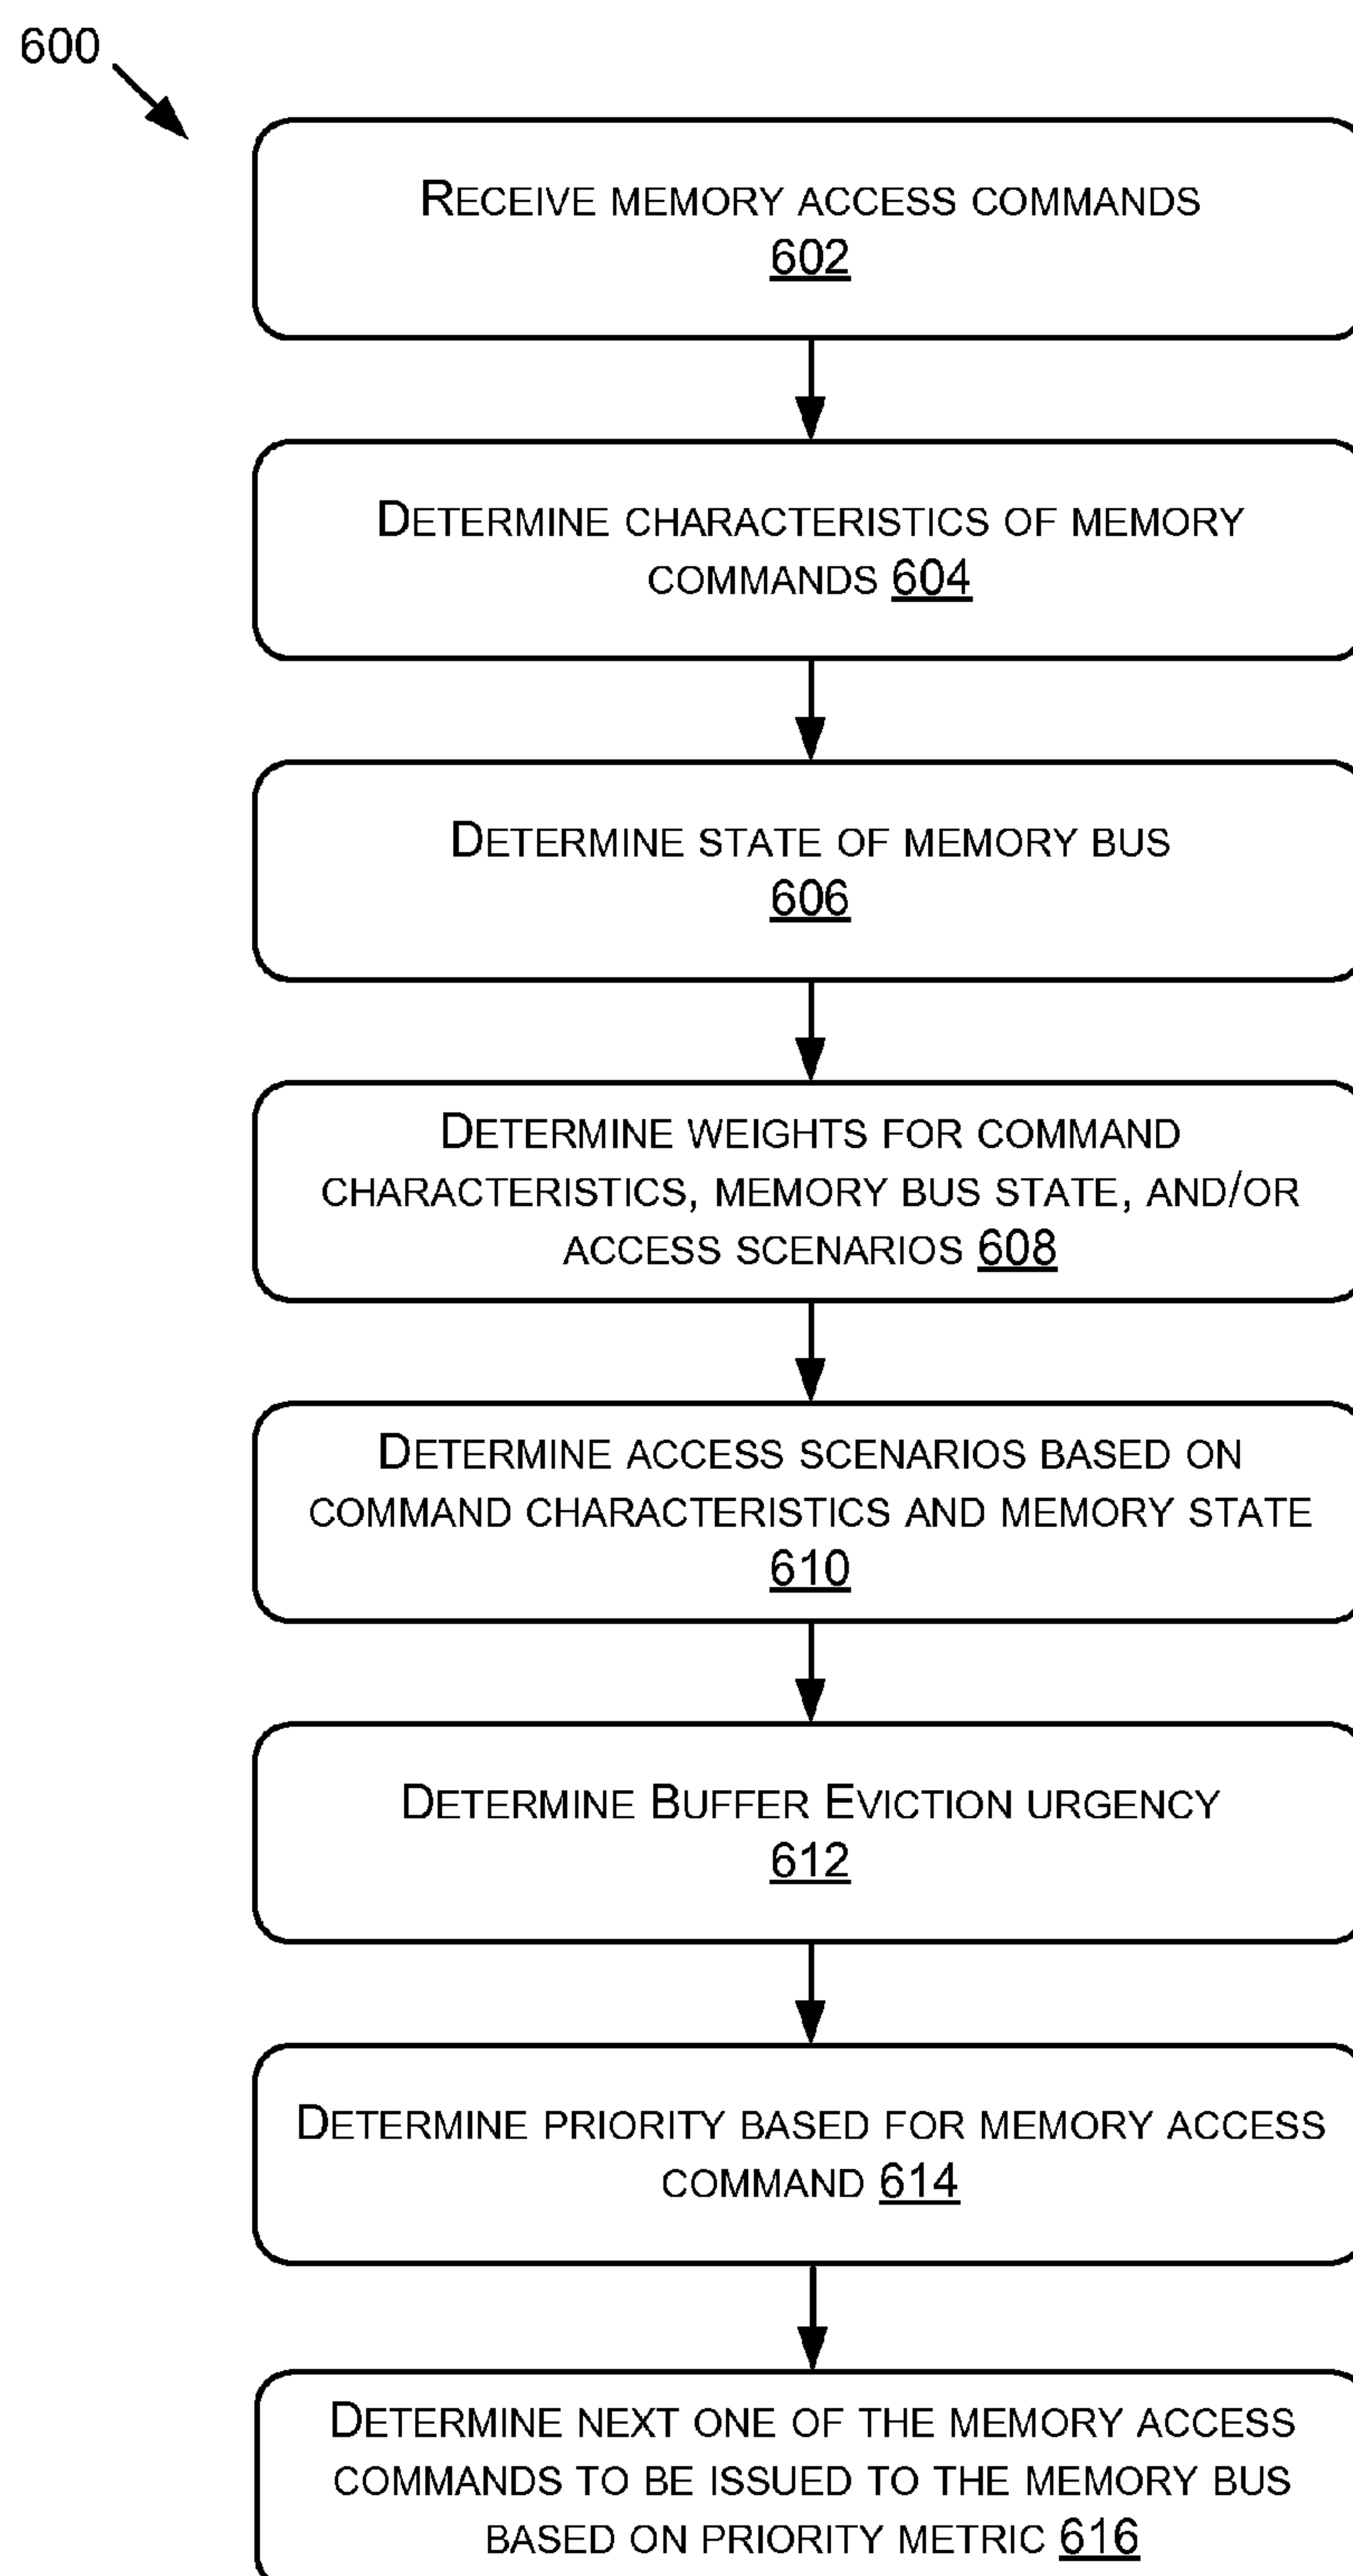 600
RECEIVE MEMORY ACCESS COMMANDS
602
DETERMINE CHARACTERISTICS OF MEMORY
COMMANDS 604
DETERMINE STATE OF MEMORY BUS
606
DETERMINE WEIGHTS FOR COMMAND
CHARACTERISTICS, MEMORY BUS STATE, AND/OR
ACCESS SCENARIOS 608
DETERMINE ACCESS SCENARIOS BASED ON
COMMAND CHARACTERISTICS AND MEMORY STATE
610
DETERMINE BUFFER EVICTION URGENCY
612
DETERMINE PRIORITY BASED FOR MEMORY ACCESS
COMMAND 614
DETERMINE NEXT ONE OF THE MEMORY ACCESS
COMMANDS TO BE ISSUED TO THE MEMORY BUS
BASED ON PRIORITY METRIC 616